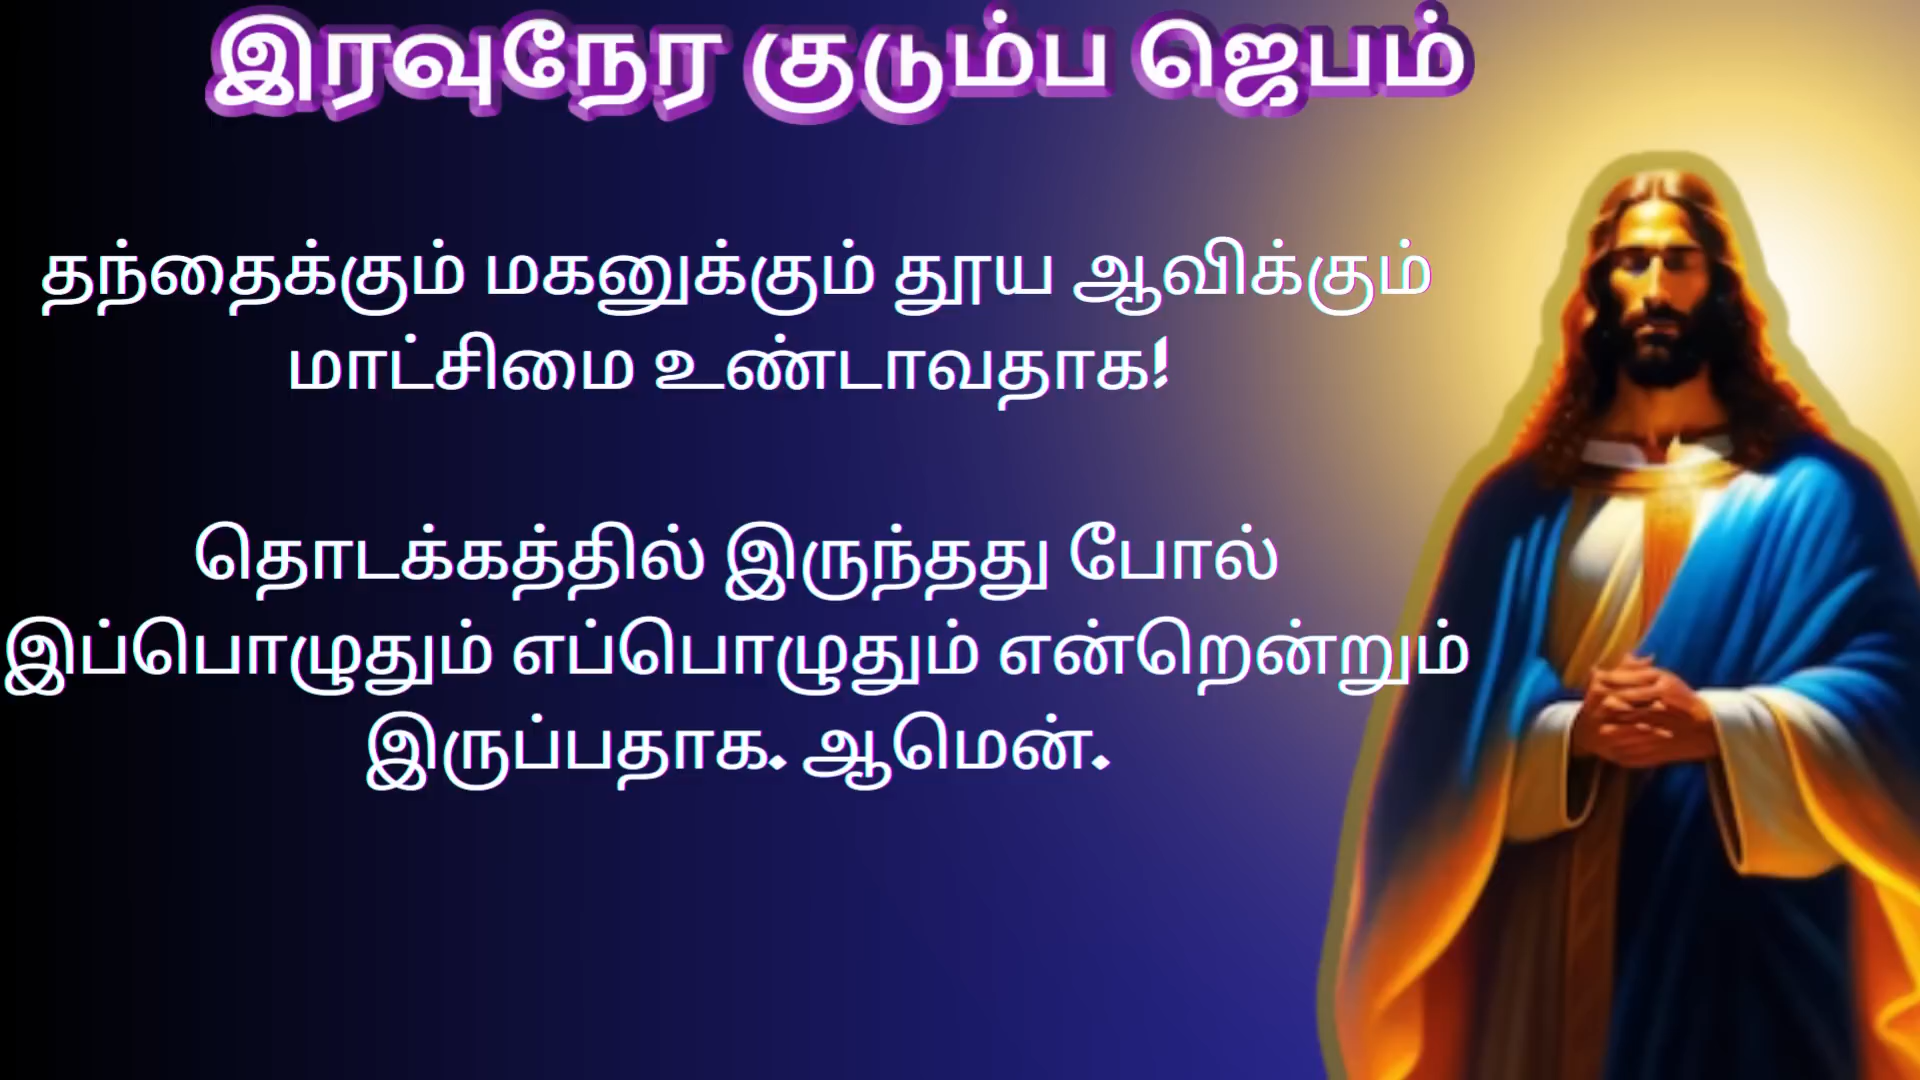 இரவுநேர குடும்ப ஜெபம்
தந்தைக்கும் மகனுக்கும் தூய ஆவிக்கும்
மாட்சிமை உண்டாவதாக!
தொடக்கத்தில் இருந்தது போல்
இப்பொழுதும் எப்பொழுதும் என்றென்றும்
இருப்பதாக. ஆமென்.